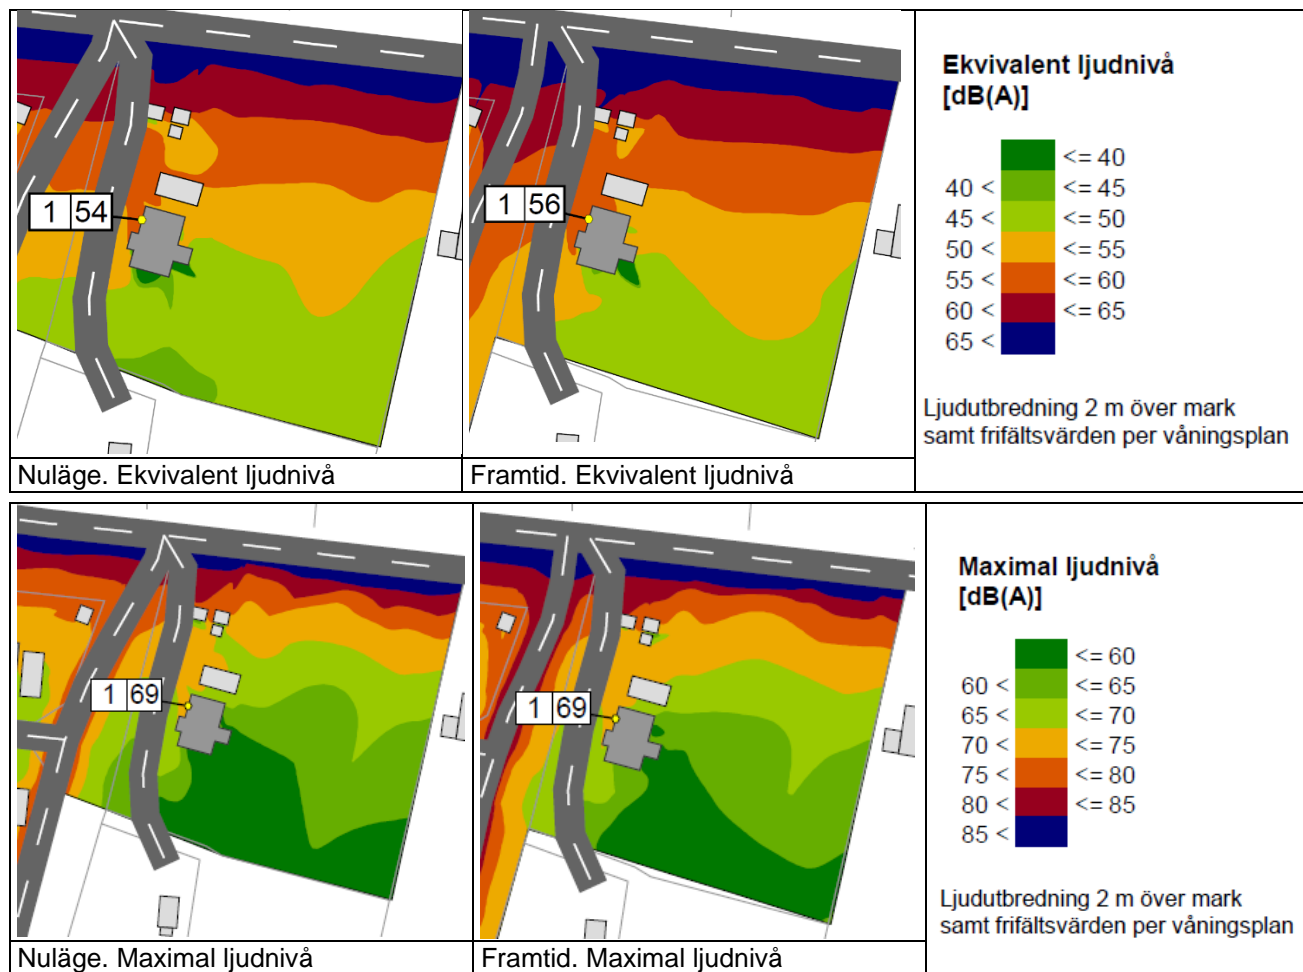 1 54
Nuläge. Ekvivalent ljudnivå
1 56
Framtid. Ekvivalent ljudnivå
Ekvivalent ljudnivå
[dB(A)]
<= 40
40 < <= 45
45 < <= 50
50 < <= 55
55 < <= 60
60 < <= 65
65 <
Ljudutbredning 2 m över mark
samt frifältsvärden per våningsplan
1 69
Nuläge. Maximal ljudnivå
1 69
Framtid. Maximal ljudnivå
Maximal ljudnivå
[dB(A)]
<= 60
60 < <= 65
65 < <= 70
70 < <= 75
75 < <= 80
80 < <= 85
85 <
Ljudutbredning 2 m över mark
samt frifältsvärden per våningsplan